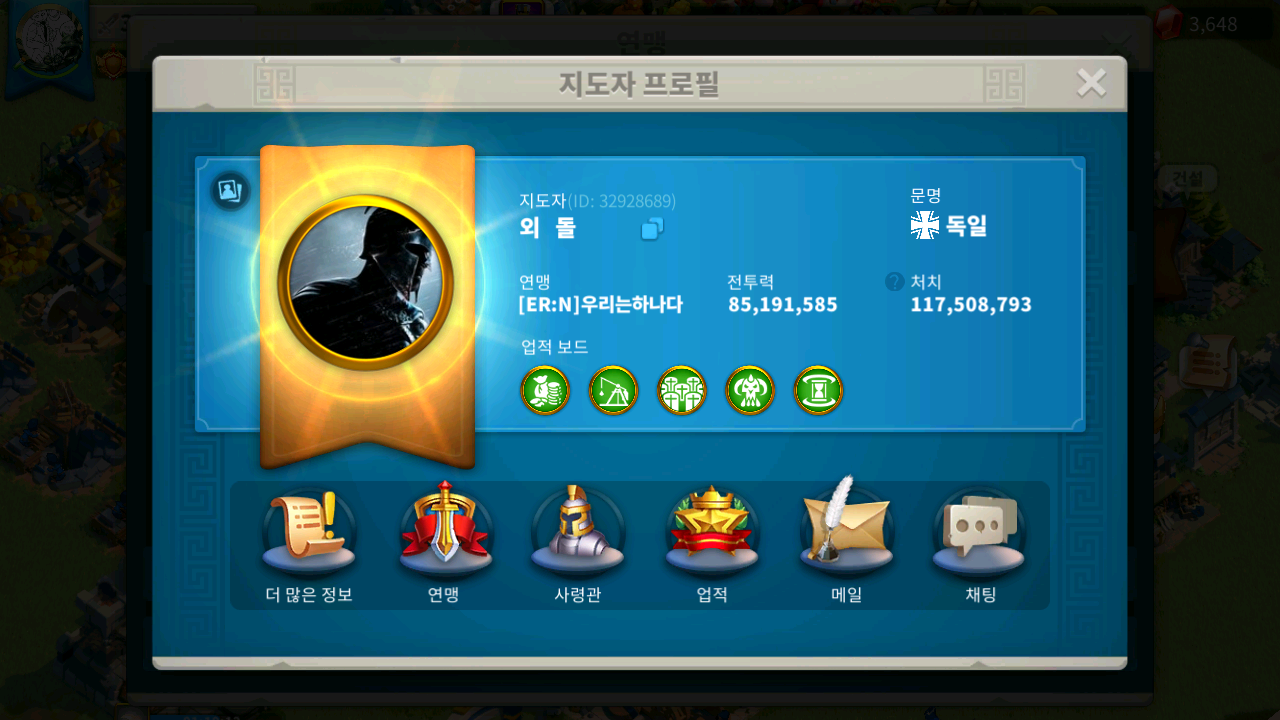 연맹
3,648
지도자 프로필
건설
지도자(ID: 32928689)
외 돌
문명
독일
연맹
[ER:N]우리는하나다
전투력
85,191,585
? 처치
117,508,793
업적 보드
더 많은 정보
연맹
사령관
업적
메일
채팅